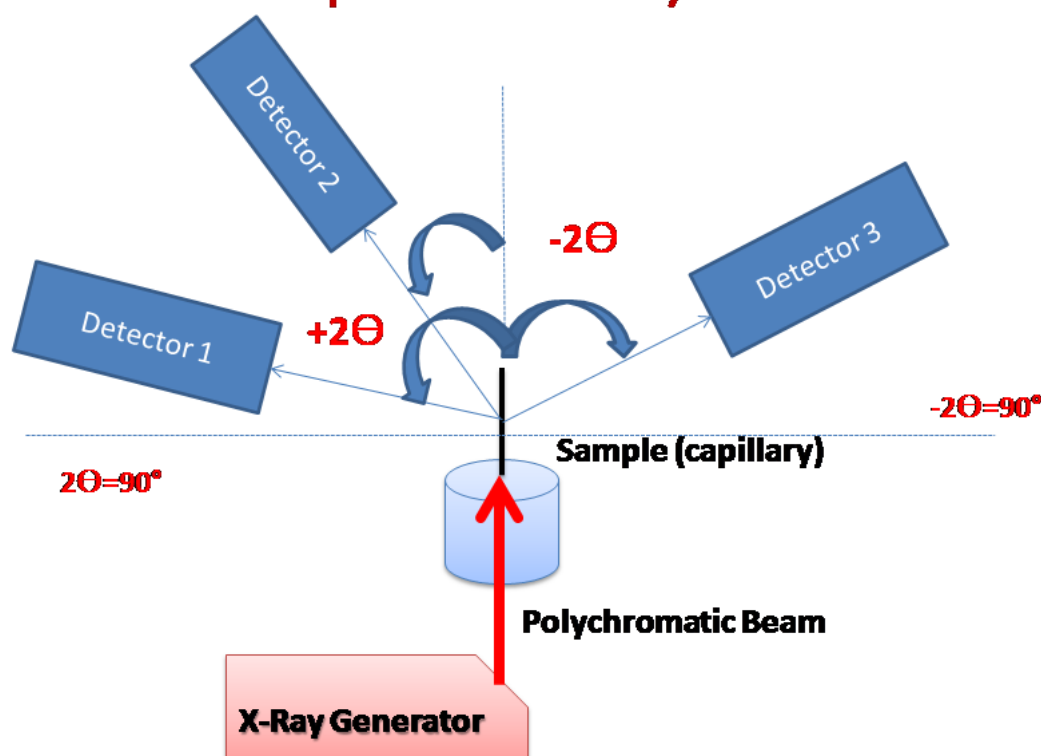 Detector 2
-2Θ
Detector 3
Detector 1
+2Θ
-2Θ=90°
Sample (capillary)
2Θ=90°
Polychromatic Beam
X-Ray Generator